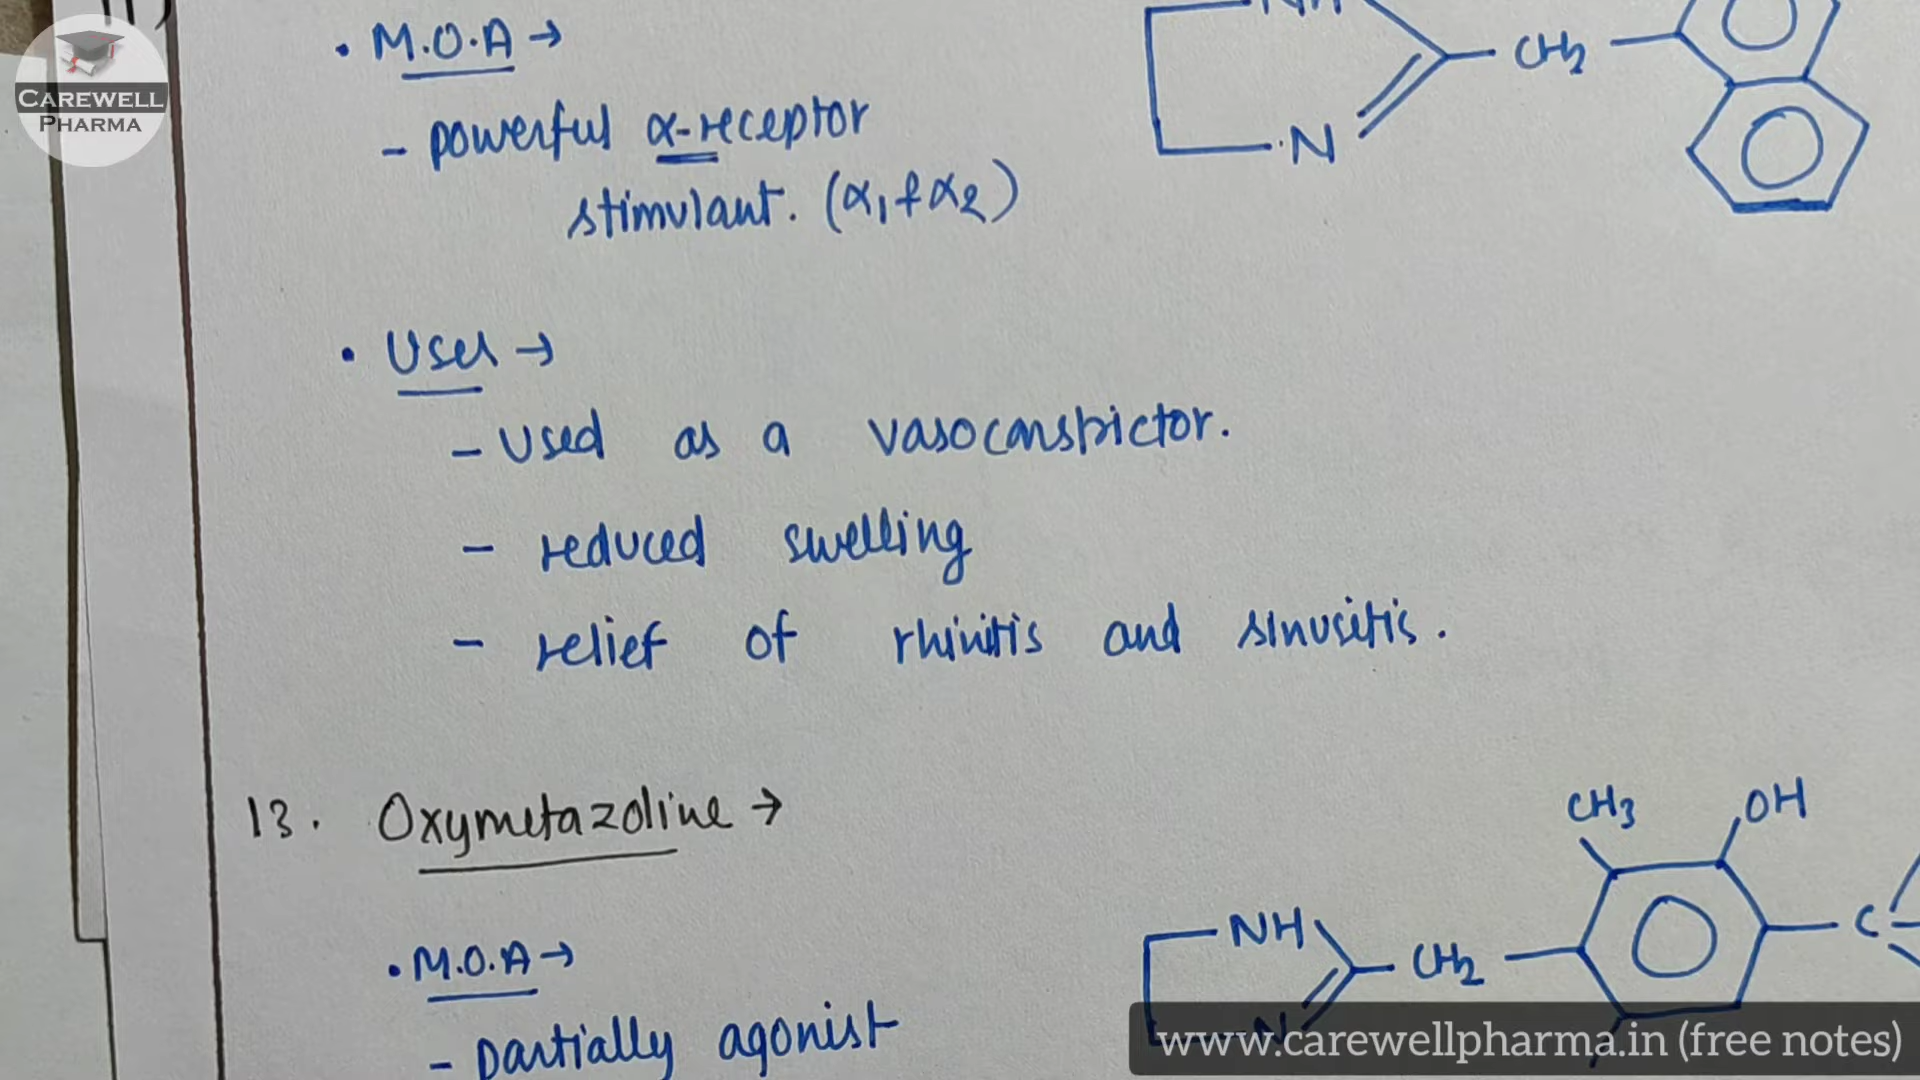 CAREWELL
PHARMA
• M.O.A →
- powerful α-receptor
stimulant. (α1 + α2)
CH2
N
• Uses →
- Used as a vasoconstrictor.
- reduced swelling
- relief of rhinitis and sinusitis.
13. Oxymetazoline →
CH3
OH
NH
CH2
C
N
• M.O.A →
- partially agonist
www.carewellpharma.in (free notes)